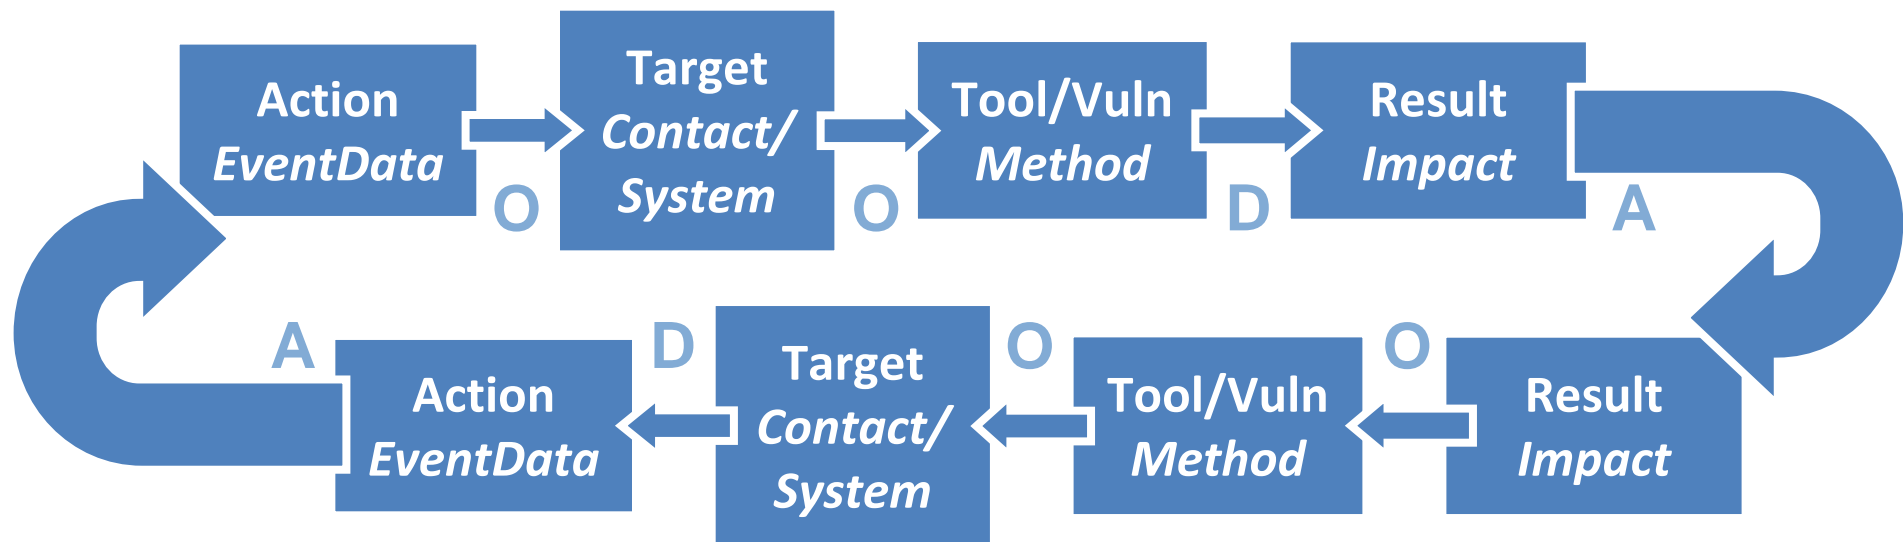 Action
EventData
O
Target
Contact/
System
O
Tool/Vuln
Method
D
Result
Impact
A
A
Action
EventData
D
Target
Contact/
System
O
Tool/Vuln
Method
O
Result
Impact